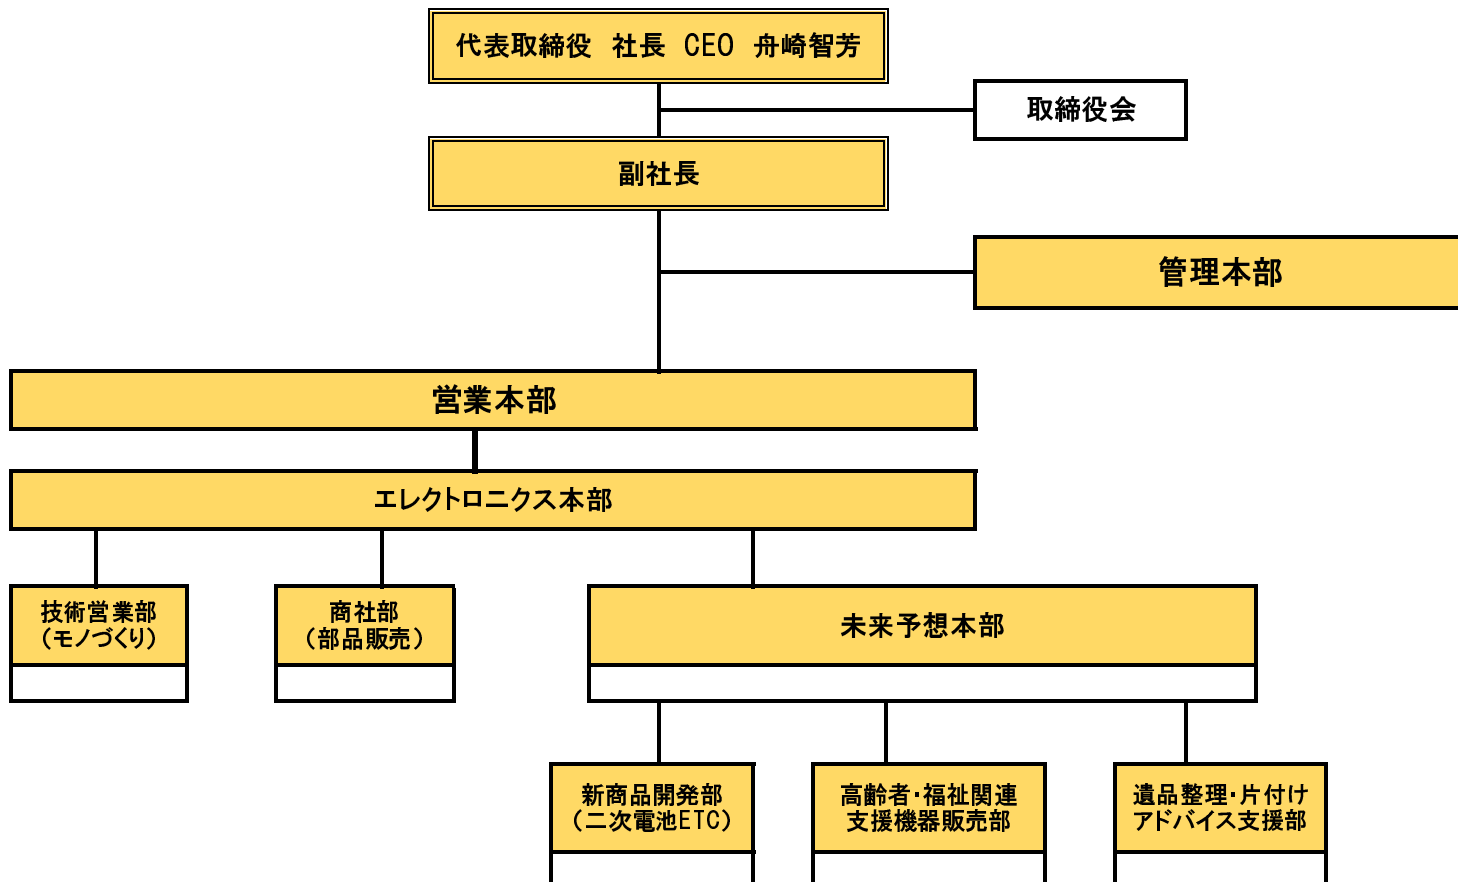 代表取締役　社長　CEO　舟崎智芳
取締役会
副社長
管理本部
営業本部
エレクトロニクス本部
技術営業部
（モノづくり）
商社部
（部品販売）
未来予想本部
新商品開発部
（二次電池ETC）
高齢者・福祉関連
支援機器販売部
遺品整理・片付け
アドバイス支援部